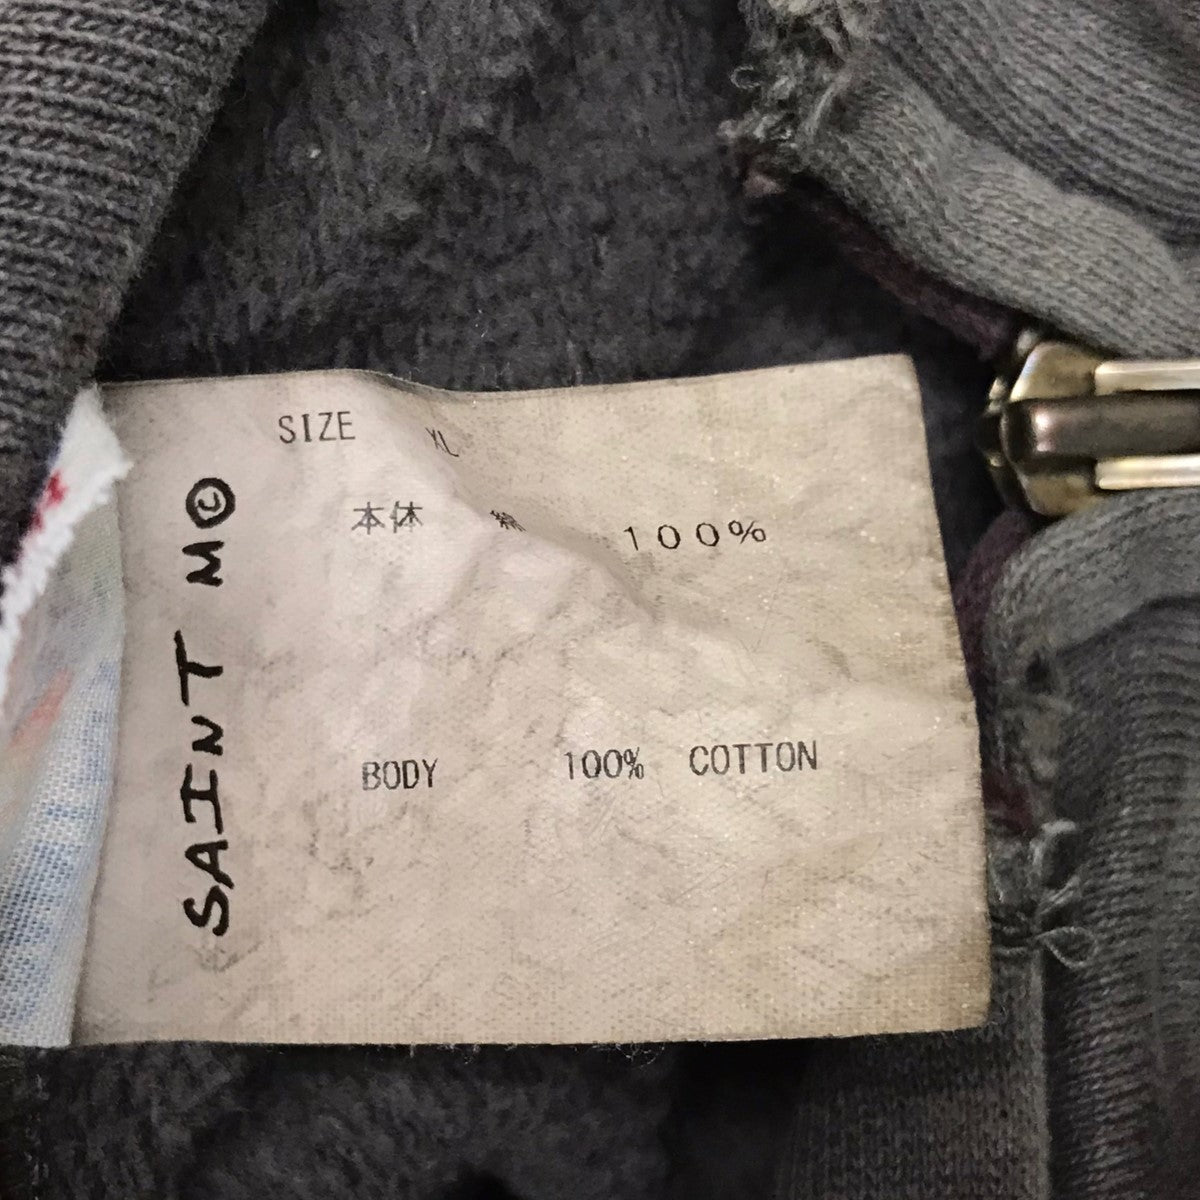 SIZE XL
本体 綿 100%
BODY 100% COTTON
SAINT M©